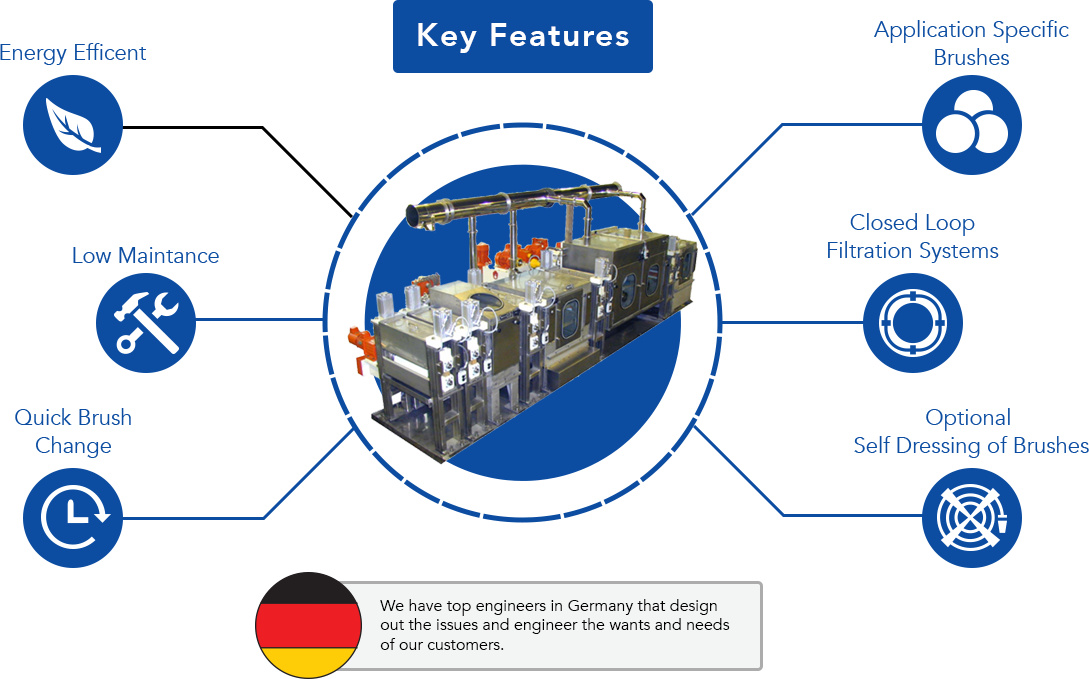 Key Features
Energy Efficent
Application Specific
Brushes
Low Maintance
Closed Loop
Filtration Systems
Quick Brush
Change
Optional
Self Dressing of Brushes
We have top engineers in Germany that design
out the issues and engineer the wants and needs
of our customers.